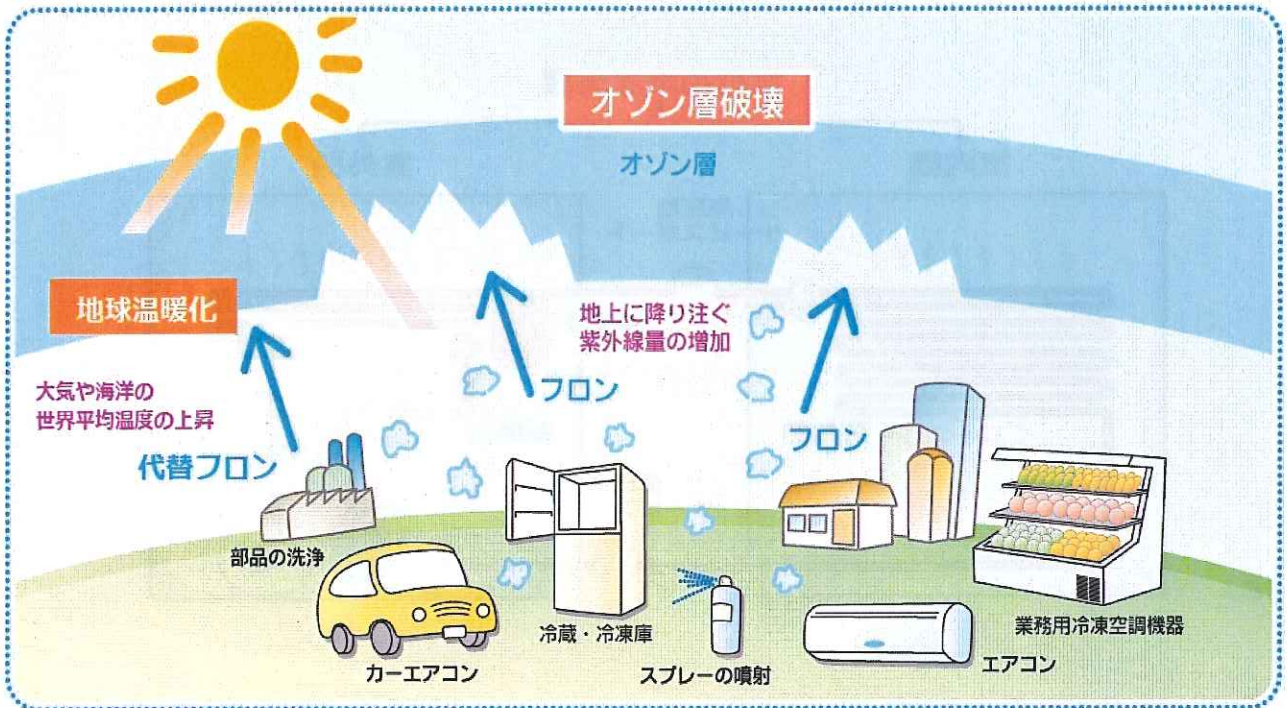 オゾン層破壊
オゾン層
地球温暖化
地上に降り注ぐ
紫外線量の増加
大気や海洋の
世界平均温度の上昇
フロン
フロン
代替フロン
部品の洗浄
カーエアコン
冷蔵・冷凍庫
スプレーの噴射
エアコン
業務用冷凍空調機器